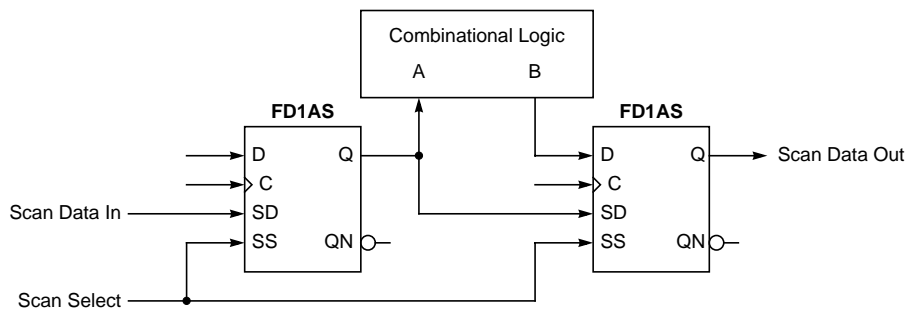 Combinational Logic
A B
FD1AS FD1AS
D Q D Q Scan Data Out
C C
Scan Data In SD SD
SS QN SS QN
Scan Select